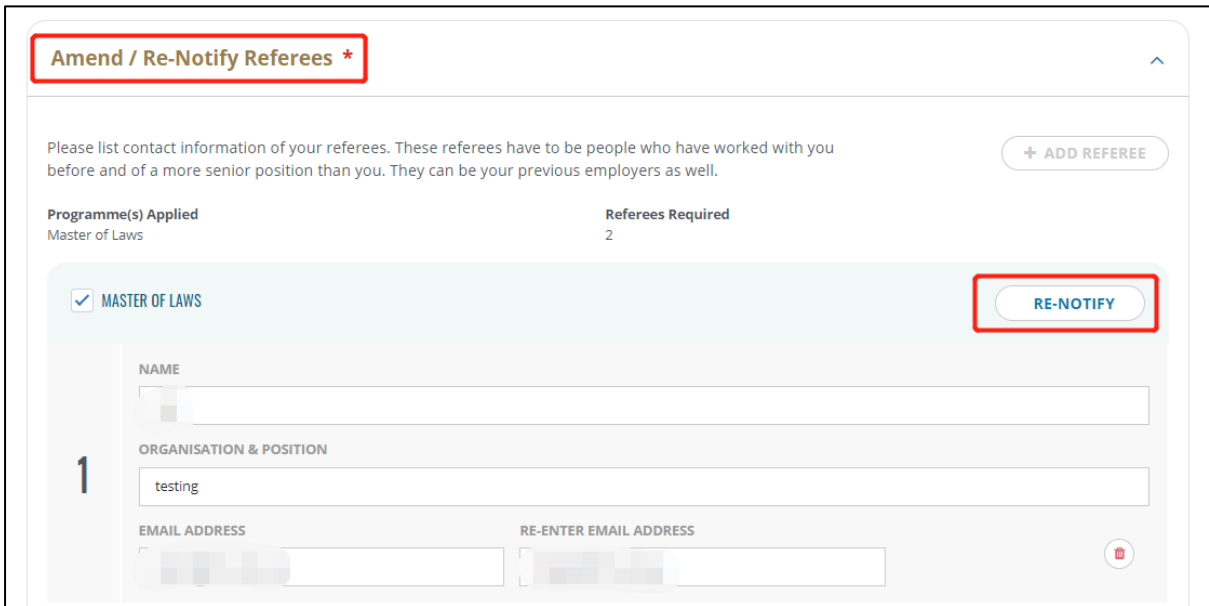 Amend / Re-Notify Referees *
Please list contact information of your referees. These referees have to be people who have worked with you
before and of a more senior position than you. They can be your previous employers as well.
+ ADD REFEREE
Programme(s) Applied
Master of Laws
Referees Required
2
MASTER OF LAWS
RE-NOTIFY
1
NAME
ORGANISATION & POSITION
testing
EMAIL ADDRESS
RE-ENTER EMAIL ADDRESS